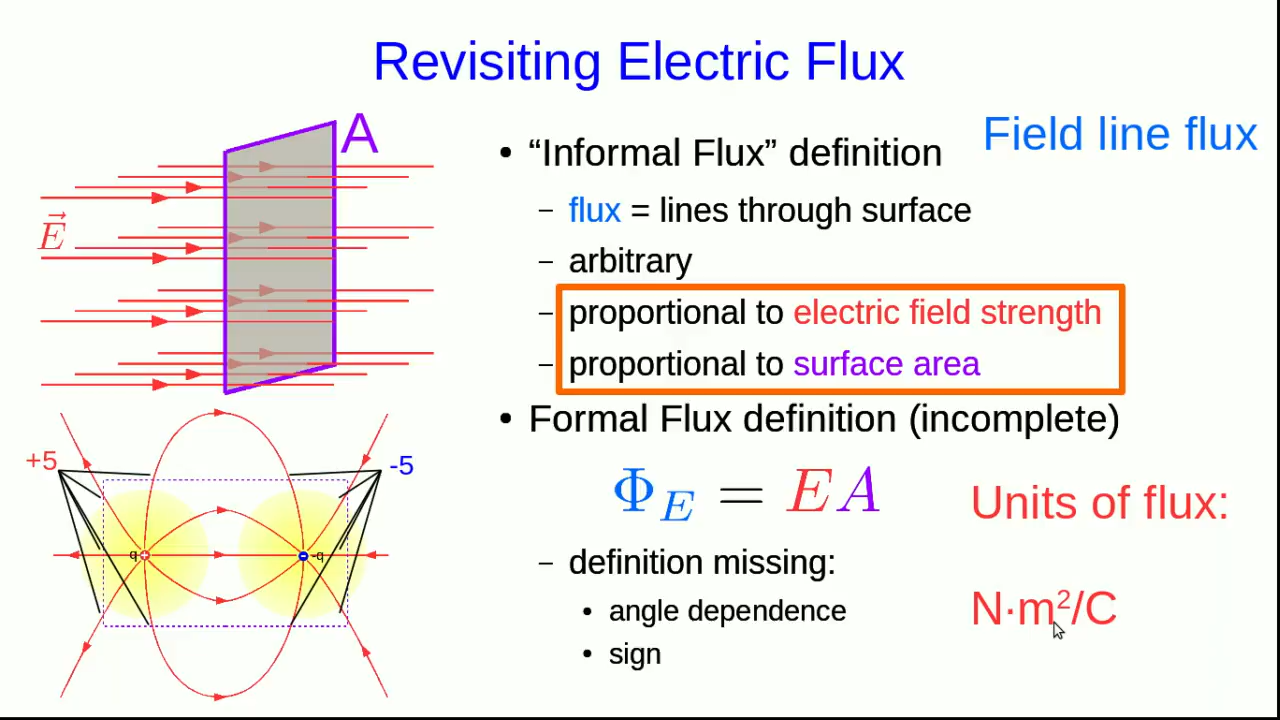 Revisiting Electric Flux
A
E⃗
+5
-5
q
+
-q
Field line flux
• “Informal Flux” definition
– flux = lines through surface
– arbitrary
– proportional to electric field strength
– proportional to surface area
• Formal Flux definition (incomplete)
Φ_E = EA
– definition missing:
• angle dependence
• sign
Units of flux:
N·m²/C